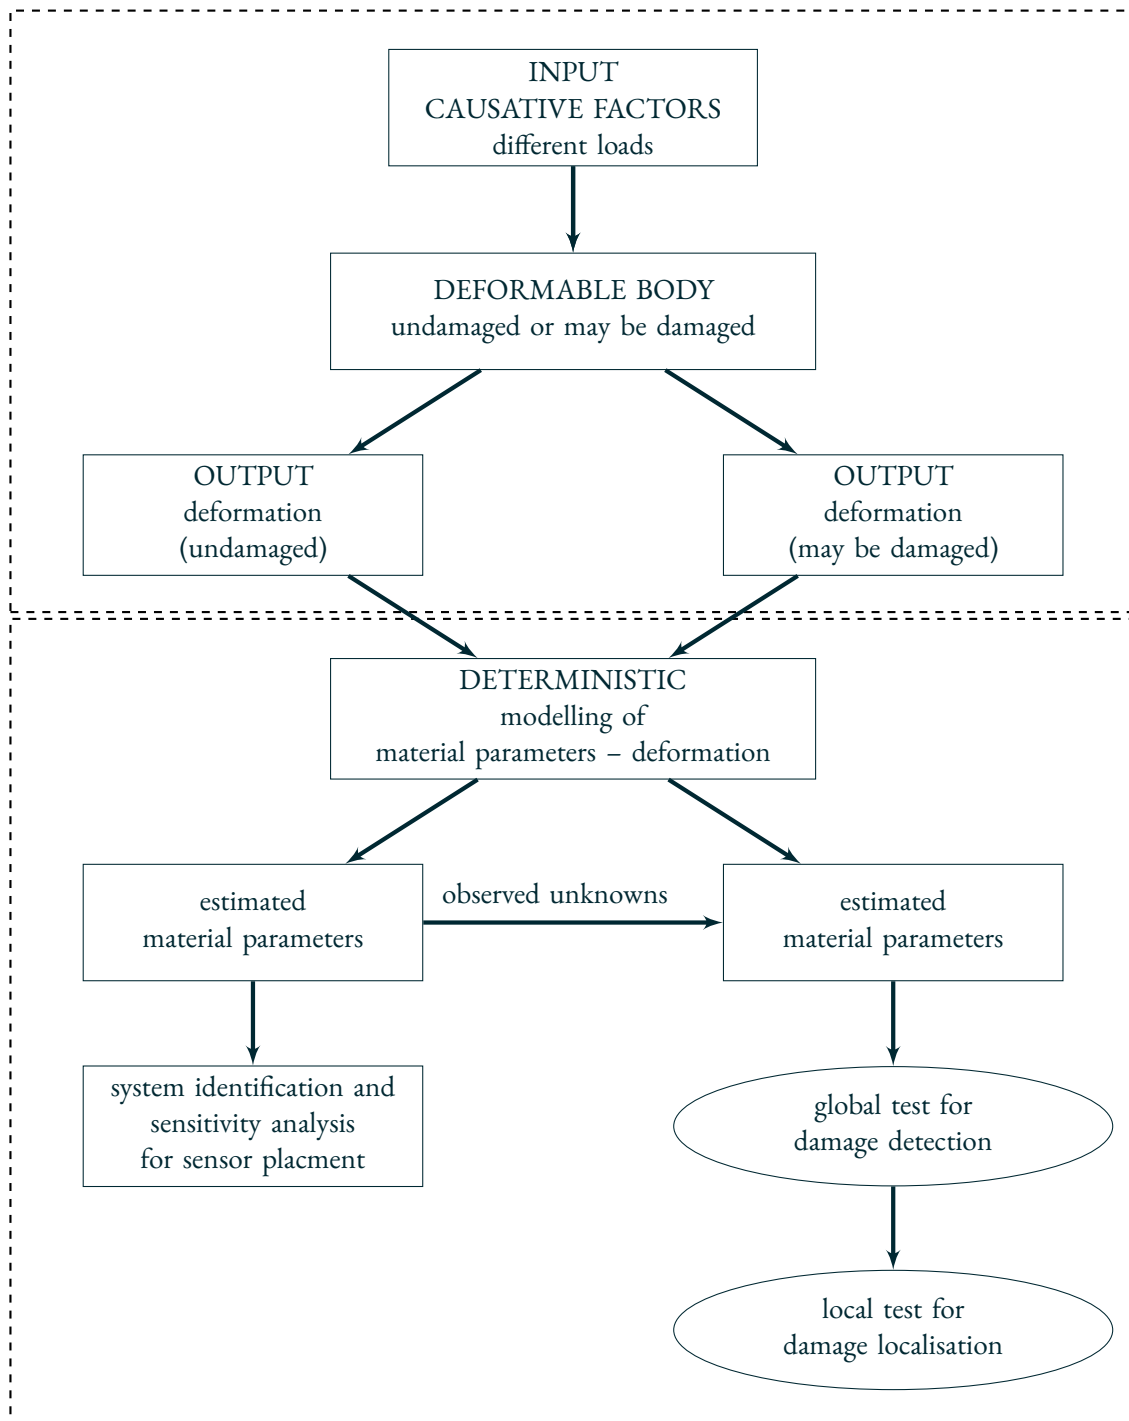 INPUT
CAUSATIVE FACTORS
different loads
DEFORMABLE BODY
undamaged or may be damaged
OUTPUT
deformation
(undamaged)
OUTPUT
deformation
(may be damaged)
DETERMINISTIC
modelling of
material parameters – deformation
estimated
material parameters
observed unknowns
estimated
material parameters
system identification and
sensitivity analysis
for sensor placment
global test for
damage detection
local test for
damage localisation